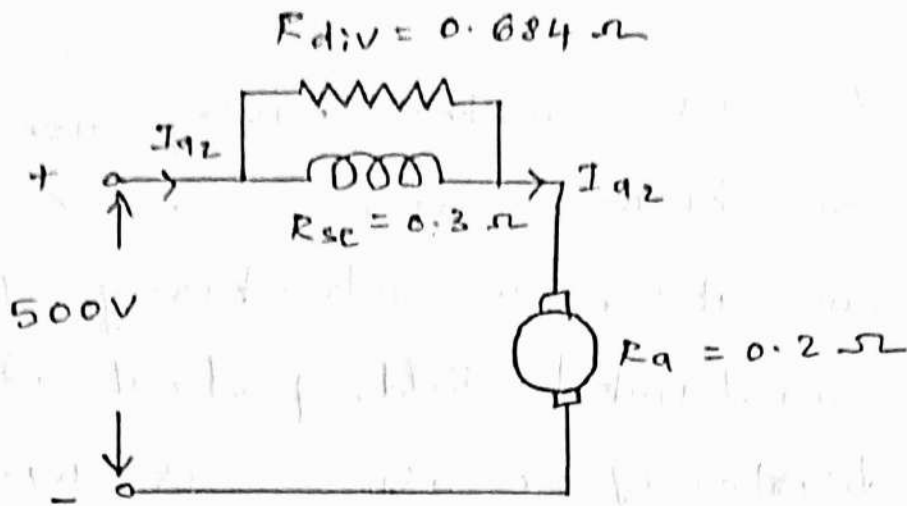 Rdiv = 0.684 Ω
Ia2
+
Ia2
Rse = 0.3 Ω
500V
Ra = 0.2 Ω
-